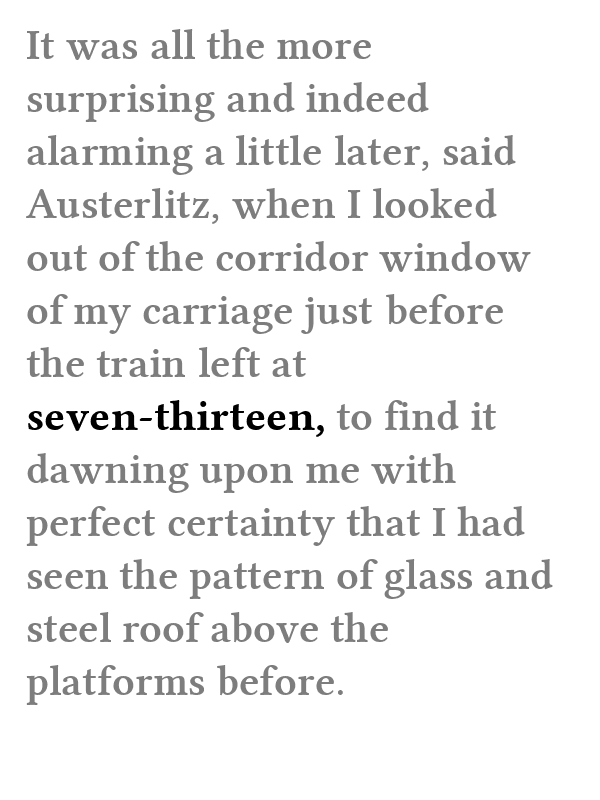 It was all the more
surprising and indeed
alarming a little later, said
Austerlitz, when I looked
out of the corridor window
of my carriage just before
the train left at
seven-thirteen, to find it
dawning upon me with
perfect certainty that I had
seen the pattern of glass and
steel roof above the
platforms before.